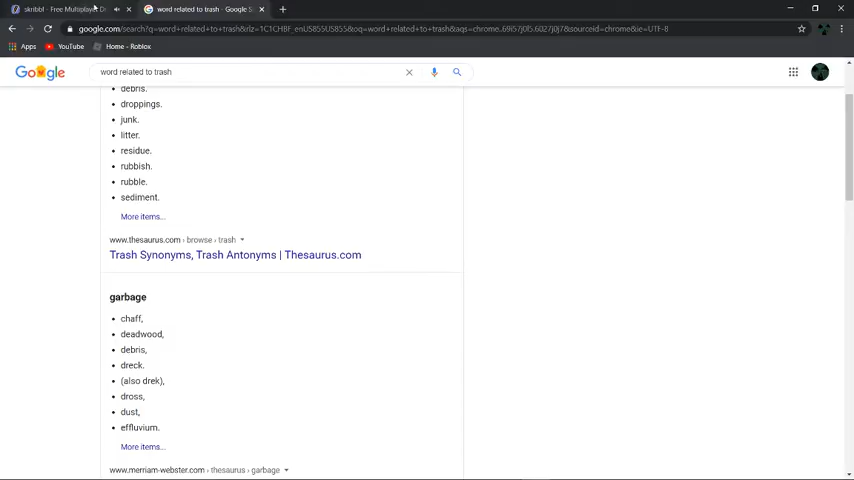 skribbl - Free Multiplayer D
word related to trash - Google S
google.com/search?q=word+related+to+trash&rlz=1C1CHBF_enUS855US855&oq=word+related+to+trash&aqs=chrome..69i57j0f5.6027j0j7&sourceid=chrome&ie=UTF-8
Apps YouTube Home - Roblox
Google word related to trash
debris.
droppings.
junk.
litter.
residue.
rubbish.
rubble.
sediment.
More items...
www.thesaurus.com › browse › trash
Trash Synonyms, Trash Antonyms | Thesaurus.com
garbage
chaff,
deadwood,
debris,
dreck.
(also drek),
dross,
dust,
effluvium.
More items...
www.merriam-webster.com › thesaurus › garbage